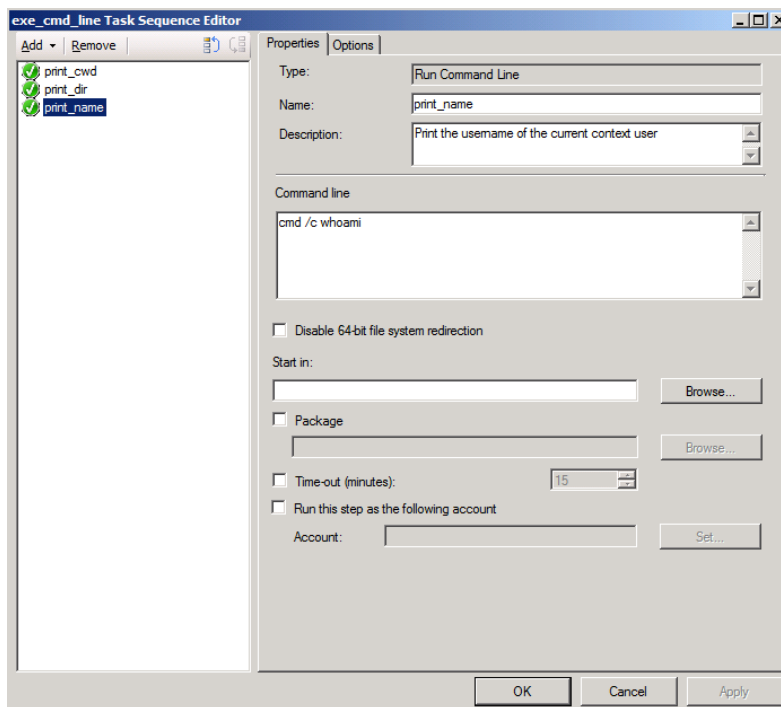 exe_cmd_line Task Sequence Editor
Add Remove
print_cwd
print_dir
print_name
Properties Options
Type: Run Command Line
Name: print_name
Description: Print the username of the current context user
Command line
cmd /c whoami
Disable 64-bit file system redirection
Start in:
Browse...
Package
Browse...
Time-out (minutes): 15
Run this step as the following account
Account: Set...
OK Cancel Apply